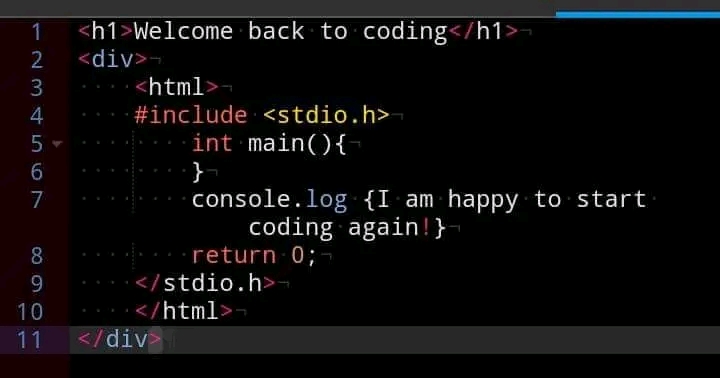 1 <h1>Welcome back to coding</h1>
2 <div>
3 <html>
4 #include <stdio.h>
5 int main(){
6 }
7 console.log {I am happy to start
coding again!}
8 return 0;
9 </stdio.h>
10 </html>
11 </div>